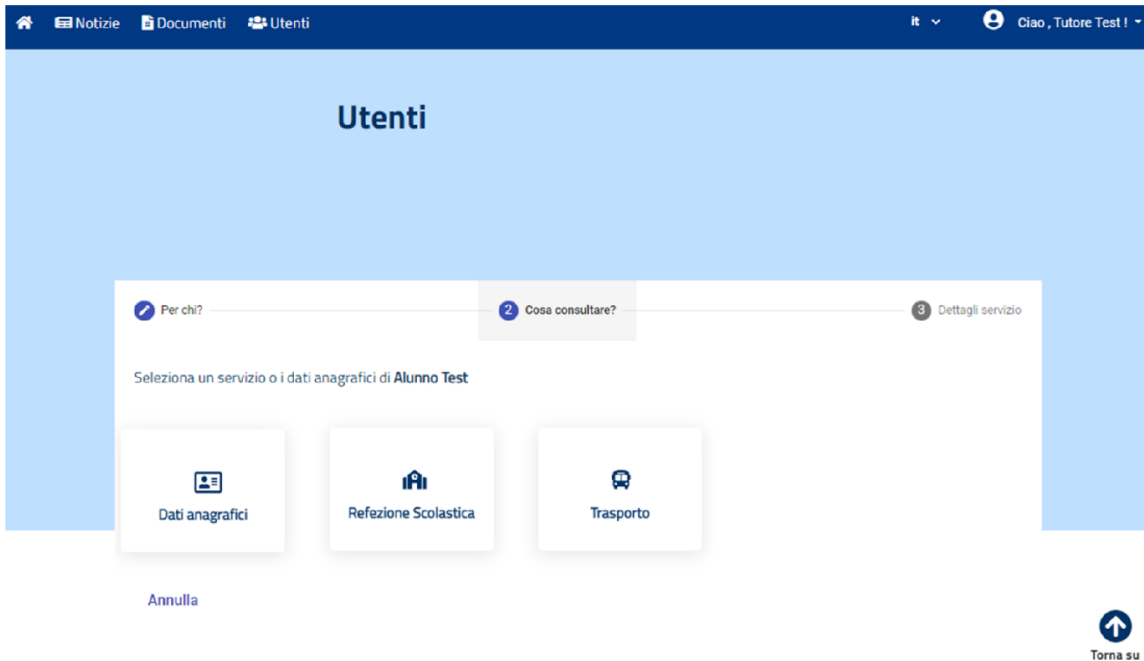 Notizie Documenti Utenti it Ciao , Tutore Test !
Utenti
Per chi? 2 Cosa consultare? 3 Dettagli servizio
Seleziona un servizio o i dati anagrafici di Alunno Test
Dati anagrafici Refezione Scolastica Trasporto
Annulla
Torna su